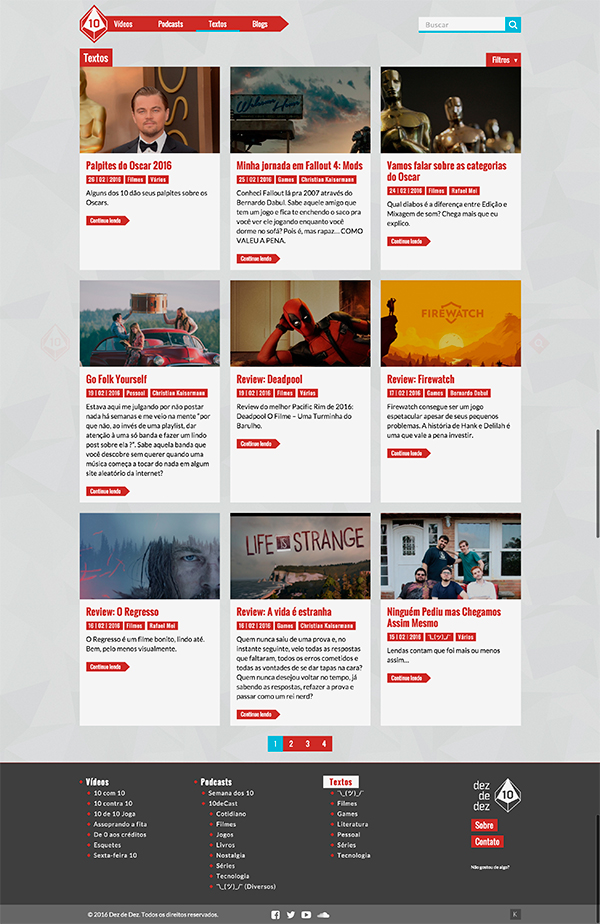 10 Vídeos Podcasts Textos Blogs Buscar
Textos
Filtros
Palpites do Oscar 2016
26 | 02 | 2016 Filmes Vários
Alguns dos 10 dão seus palpites sobre os
Oscars.
Continue lendo
Welcome Home
Minha jornada em Fallout 4: Mods
25 | 02 | 2016 Games Christian Kaisermann
Conheci Fallout lá pra 2007 através do
Bernardo Dabul. Sabe aquele amigo que
tem um jogo e fica te enchendo o saco pra
você ver ele jogando enquanto você
dorme no sofá? Pois é, mas rapaz... COMO
VALEU A PENA.
Continue lendo
Vamos falar sobre as categorias
do Oscar
24 | 02 | 2016 Filmes Rafael Mol
Qual diabos é a diferença entre Edição e
Mixagem de som? Chega mais que eu
explico.
Continue lendo
Go Folk Yourself
19 | 02 | 2016 Pessoal Christian Kaisermann
Estava aqui me julgando por não postar
nada há semanas e me veio na mente "por
que não, ao invés de uma playlist, dar
atenção à uma só banda e fazer um lindo
post sobre ela ?". Sabe aquela banda que
você descobre sem querer quando uma
música começa a tocar do nada em algum
site aleatório da internet?
Continue lendo
Review: Deadpool
19 | 02 | 2016 Filmes Vários
Review do melhor Pacific Rim de 2016:
Deadpool O Filme – Uma Turminha do
Barulho.
Continue lendo
FIREWATCH
Review: Firewatch
17 | 02 | 2016 Games Bernardo Dabul
Firewatch consegue ser um jogo
espetacular apesar de seus pequenos
problemas. A história de Hank e Delilah é
uma que vale a pena investir.
Continue lendo
Review: O Regresso
16 | 02 | 2016 Filmes Rafael Mol
O Regresso é um filme bonito, lindo até.
Bem, pelo menos visualmente.
Continue lendo
LIFE IS STRANGE
Review: A vida é estranha
16 | 02 | 2016 Games Christian Kaisermann
Quem nunca saiu de uma prova e, no
instante seguinte, veio todas as respostas
que faltaram, todos os erros cometidos e
todas as vontades de se dar tapas na cara?
Quem nunca desejou voltar no tempo, já
sabendo as respostas, refazer a prova e
passar como um rei nerd?
Continue lendo
Ninguém Pediu mas Chegamos
Assim Mesmo
15 | 02 | 2016 ¯\_(ツ)_/¯ Vários
Lendas contam que foi mais ou menos
assim...
Continue lendo
1 2 3 4
Vídeos
10 com 10
10 contra 10
10 de 10 Joga
Assoprando a fita
De 0 aos créditos
Esquetes
Sexta-feira 10
Podcasts
Semana dos 10
10deCast
Cotidiano
Filmes
Jogos
Livros
Nostalgia
Séries
Tecnologia
¯\_(ツ)_/¯ (Diversos)
Textos
¯\_(ツ)_/¯
Filmes
Games
Literatura
Pessoal
Séries
Tecnologia
dez
de
dez
10
Sobre
Contato
Não gostou de algo?
© 2016 Dez de Dez. Todos os direitos reservados.
K